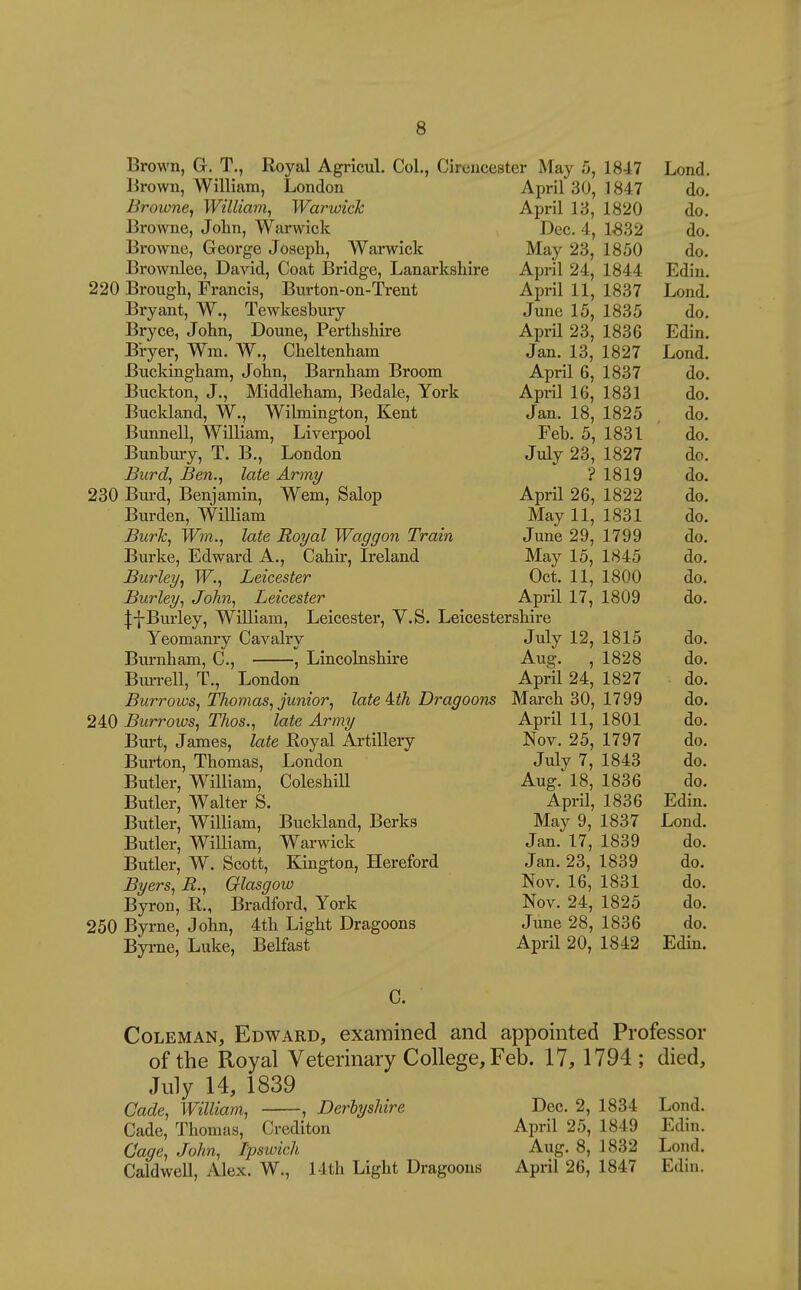 8
Brown, G. T., Royal Agricul. Col., Cirencester May 5, 1847 Lond.
Brown, William, London April 30, 1847 do.
Browne, William, Warwick April 13, 1820 do.
Browne, John, Warwick Dec. 4, 1832 do.
Browne, George Joseph, Warwick May 23, 1850 do.
Brownlee, David, Coat Bridge, Lanarkshire April 24, 1844 Edin.
220 Brough, Francis, Burton-on-Trent April 11, 1837 Lond.
Bryant, W., Tewkesbury June 15, 1835 do.
Bryce, John, Doune, Perthshire April 23, 1836 Edin.
Bryer, Wm. W., Cheltenham Jan. 13, 1827 Lond.
Buckingham, John, Barnham Broom April 6, 1837 do.
Buckton, J., Middleham, Bedale, York April 16, 1831 do.
Buckland, W., Wilmington, Kent Jan. 18, 1825 do.
Bunnell, William, Liverpool Feb. 5, 1831 do.
Bunbury, T. B., London July 23, 1827 do.
Burd, Ben., late Army ? 1819 do.
230 Burd, Benjamin, Wem, Salop April 26, 1822 do.
Burden, William May 11, 1831 do.
Burk, Wm., late Royal Waggon Train June 29, 1799 do.
Burke, Edward A., Cahir, Ireland May 15, 1845 do.
Burley, W., Leicester Oct. 11, 1800 do.
Burley, John, Leicester April 17, 1809 do.
‡†Burley, William, Leicester, V.S. Leicestershire
Yeomanry Cavalry July 12, 1815 do.
Burnham, C., ——, Lincolnshire Aug. , 1828 do.
Burrell, T., London April 24, 1827 do.
Burrows, Thomas, junior, late 4th Dragoons March 30, 1799 do.
240 Burrows, Thos., late Army April 11, 1801 do.
Burt, James, late Royal Artillery Nov. 25, 1797 do.
Burton, Thomas, London July 7, 1843 do.
Butler, William, Coleshill Aug. 18, 1836 do.
Butler, Walter S. April, 1836 Edin.
Butler, William, Buckland, Berks May 9, 1837 Lond.
Butler, William, Warwick Jan. 17, 1839 do.
Butler, W. Scott, Kington, Hereford Jan. 23, 1839 do.
Byers, R., Glasgow Nov. 16, 1831 do.
Byron, R., Bradford, York Nov. 24, 1825 do.
250 Byrne, John, 4th Light Dragoons June 28, 1836 do.
Byrne, Luke, Belfast April 20, 1842 Edin.
C.
Coleman, Edward, examined and appointed Professor
of the Royal Veterinary College, Feb. 17, 1794 ; died,
July 14, 1839
Cade, William, ——, Derbyshire Dec. 2, 1834 Lond.
Cade, Thomas, Crediton April 25, 1849 Edin.
Cage, John, Ipswich Aug. 8, 1832 Lond.
Caldwell, Alex. W., 14th Light Dragoons April 26, 1847 Edin.